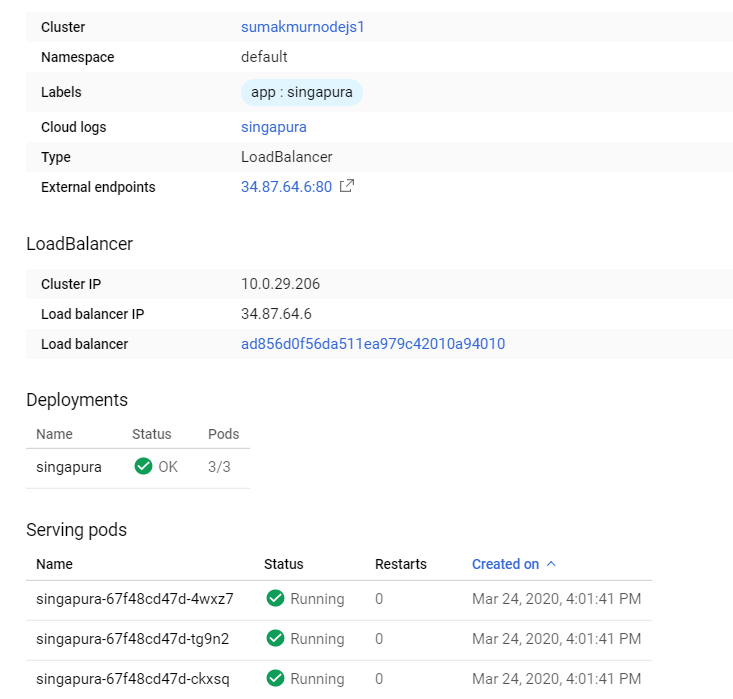 Cluster sumakmurnodejs1
Namespace default
Labels app : singapura
Cloud logs singapura
Type LoadBalancer
External endpoints 34.87.64.6:80
LoadBalancer
Cluster IP 10.0.29.206
Load balancer IP 34.87.64.6
Load balancer ad856d0f56da511ea979c42010a94010
Deployments
Name Status Pods
singapura OK 3/3
Serving pods
Name Status Restarts Created on
singapura-67f48cd47d-4wxz7 Running 0 Mar 24, 2020, 4:01:41 PM
singapura-67f48cd47d-tg9n2 Running 0 Mar 24, 2020, 4:01:41 PM
singapura-67f48cd47d-ckxsq Running 0 Mar 24, 2020, 4:01:41 PM